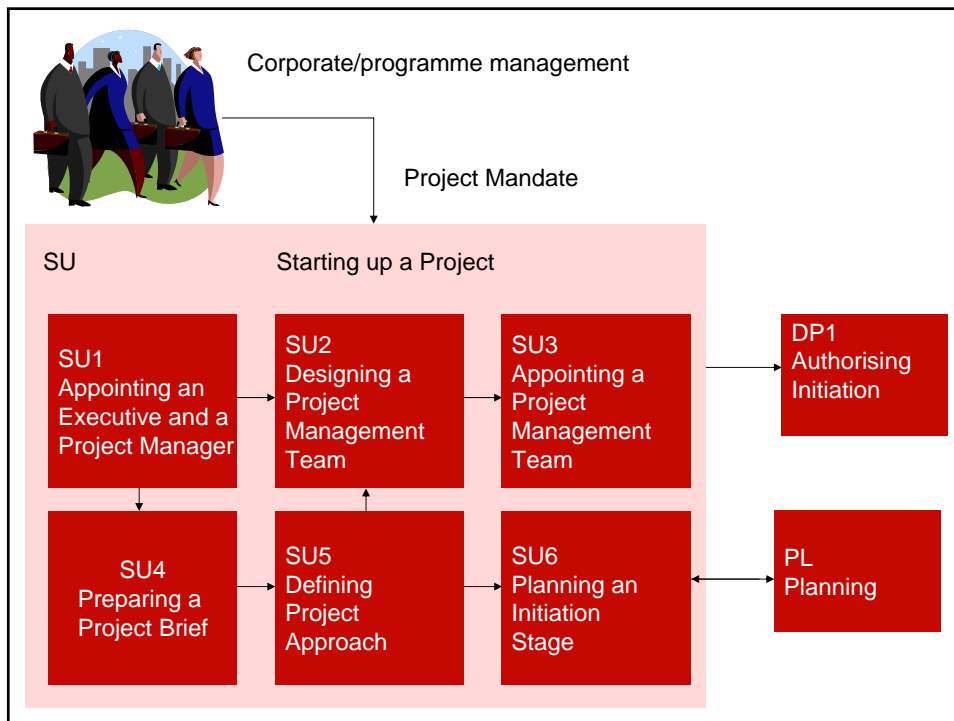 Corporate/programme management
Project Mandate
SU
Starting up a Project
SU1
Appointing an
Executive and a
Project Manager
SU2
Designing a
Project
Management
Team
SU3
Appointing a
Project
Management
Team
DP1
Authorising
Initiation
SU4
Preparing a
Project Brief
SU5
Defining
Project
Approach
SU6
Planning an
Initiation
Stage
PL
Planning